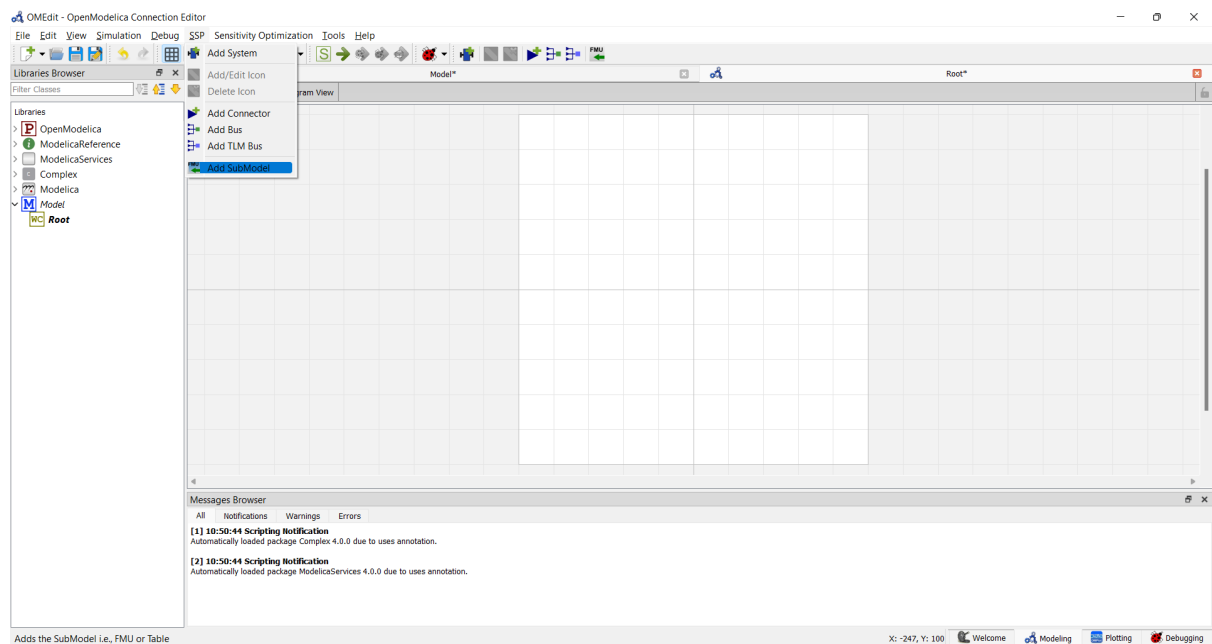 OMEdit - OpenModelica Connection Editor
File Edit View Simulation Debug SSP Sensitivity Optimization Tools Help
Add System
S
FMU
Libraries Browser
Add/Edit Icon
Model*
Root*
Filter Classes
Delete Icon
gram View
Libraries
Add Connector
P OpenModelica
Add Bus
i ModelicaReference
Add TLM Bus
ModelicaServices
FMU Add SubModel
C Complex
Modelica
M Model
WC Root
Messages Browser
All Notifications Warnings Errors
[1] 10:50:44 Scripting Notification
Automatically loaded package Complex 4.0.0 due to uses annotation.
[2] 10:50:44 Scripting Notification
Automatically loaded package ModelicaServices 4.0.0 due to uses annotation.
Adds the SubModel i.e., FMU or Table
X: -247, Y: 100 Welcome Modeling Plotting Debugging